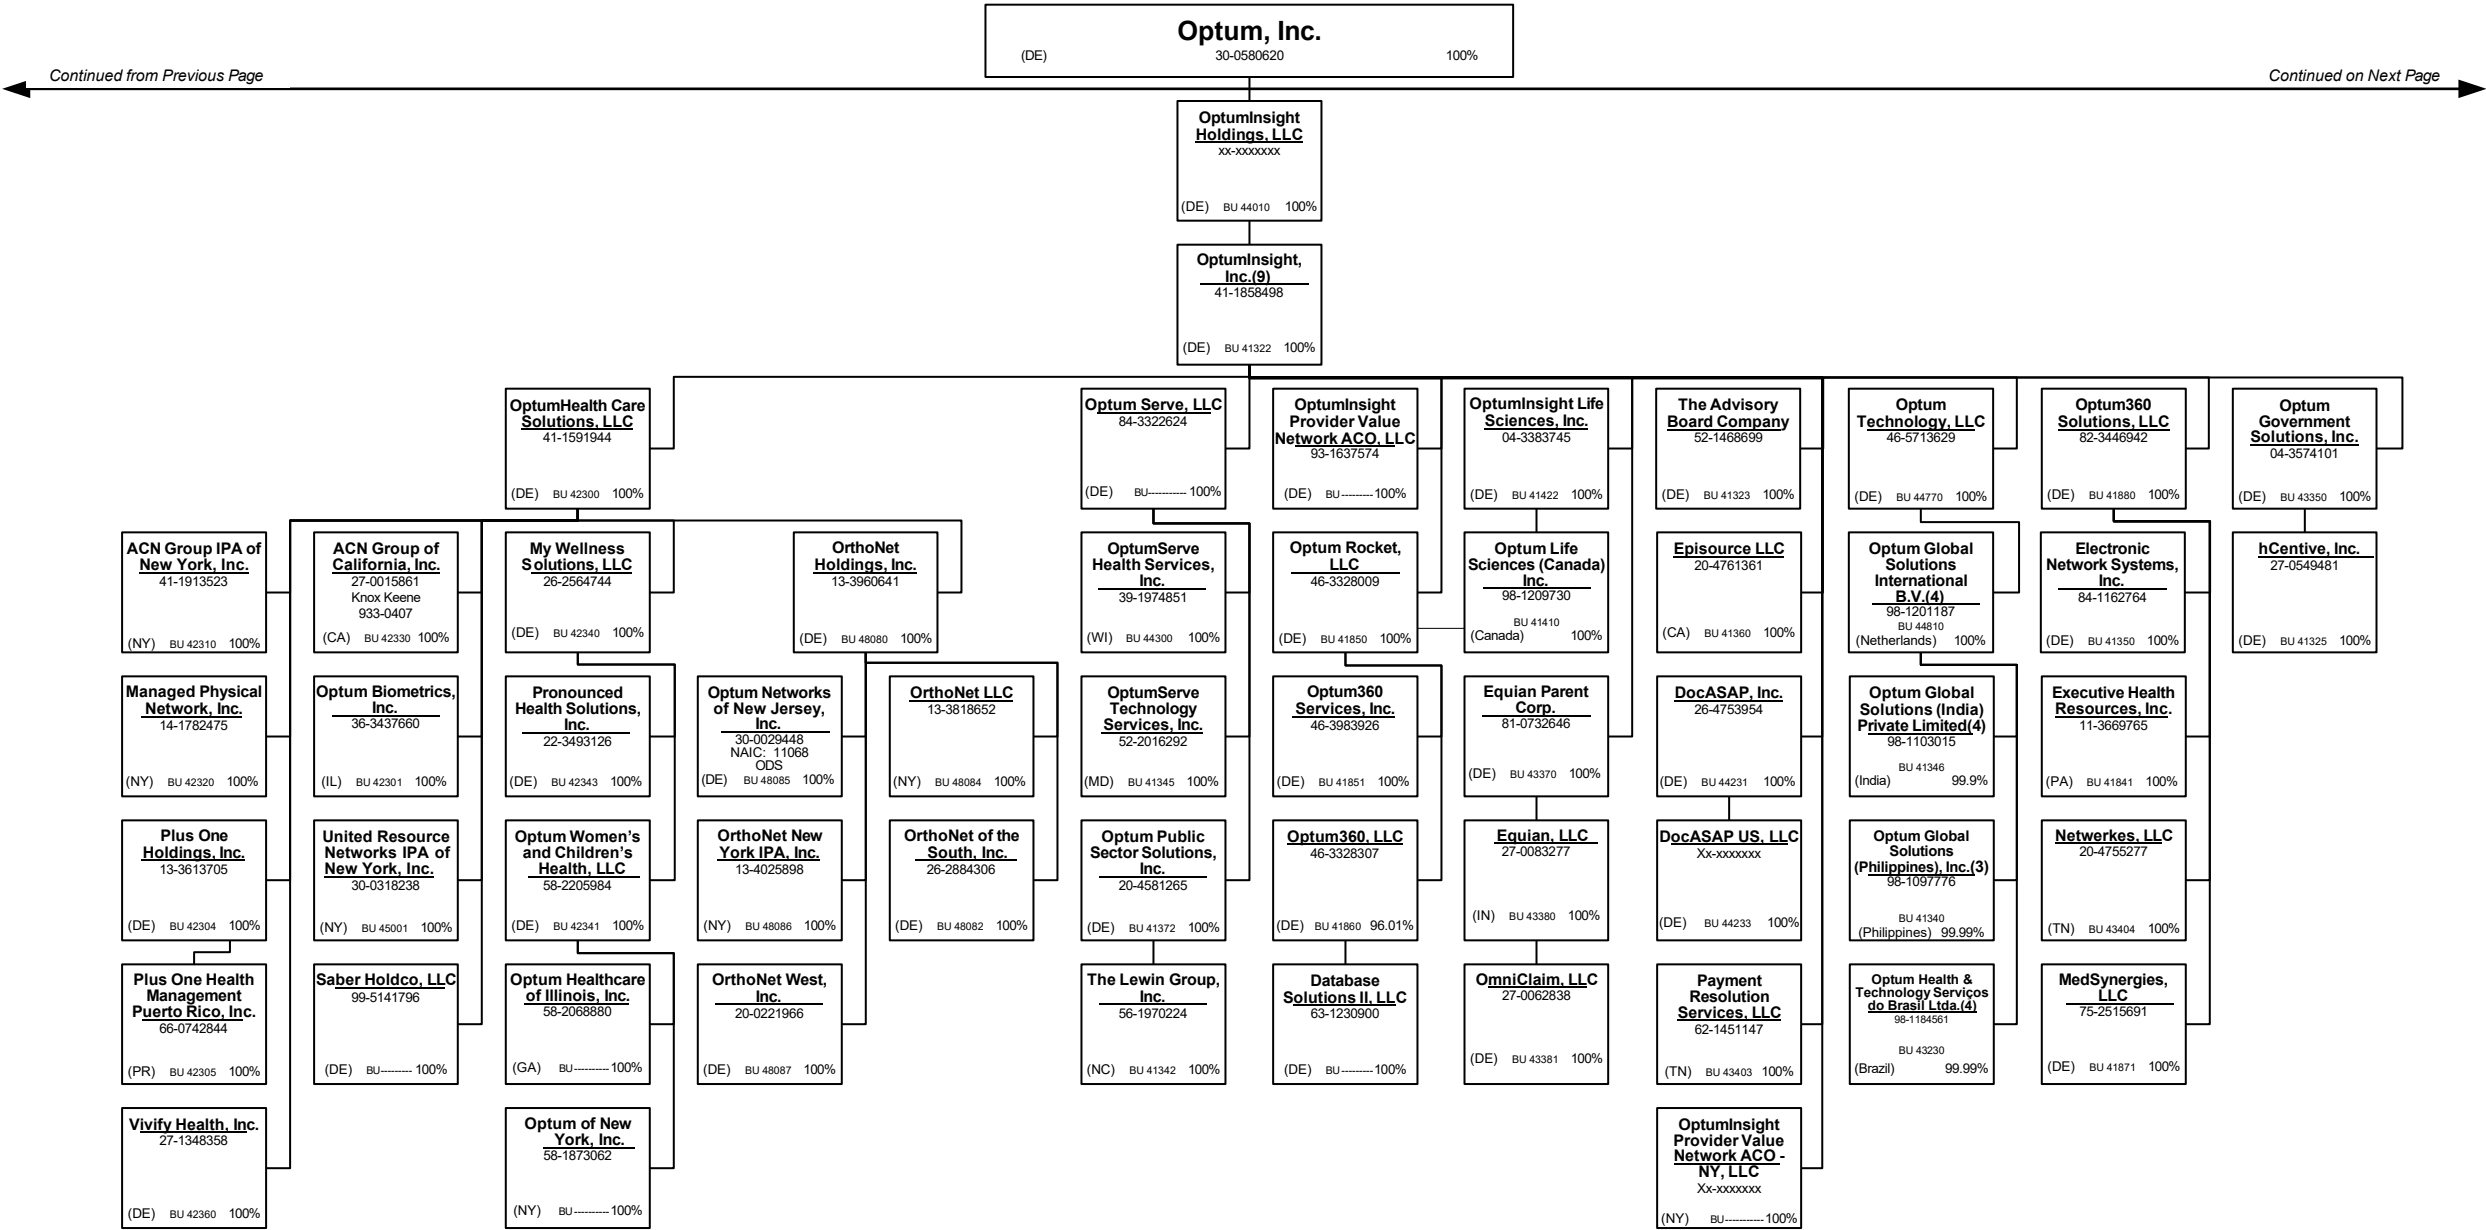 Optum, Inc.
(DE) 30-0580620 100%
Continued from Previous Page
Continued on Next Page
OptumInsight
Holdings, LLC
xx-xxxxxxx
(DE) BU 44010 100%
OptumInsight,
Inc.(9)
41-1858498
(DE) BU 41322 100%
OptumHealth Care
Solutions, LLC
41-1591944
(DE) BU 42300 100%
Optum Serve, LLC
84-3322624
(DE) BU----------- 100%
OptumInsight
Provider Value
Network ACO, LLC
93-1637574
(DE) BU---------100%
OptumInsight Life
Sciences, Inc.
04-3383745
(DE) BU 41422 100%
The Advisory
Board Company
52-1468699
(DE) BU 41323 100%
Optum
Technology, LLC
46-5713629
(DE) BU 44770 100%
Optum360
Solutions, LLC
82-3446942
(DE) BU 41880 100%
Optum
Government
Solutions, Inc.
04-3574101
(DE) BU 43350 100%
ACN Group IPA of
New York, Inc.
41-1913523
(NY) BU 42310 100%
ACN Group of
California, Inc.
27-0015861
Knox Keene
933-0407
(CA) BU 42330 100%
My Wellness
Solutions, LLC
26-2564744
(DE) BU 42340 100%
OrthoNet
Holdings, Inc.
13-3960641
(DE) BU 48080 100%
OptumServe
Health Services,
Inc.
39-1974851
(WI) BU 44300 100%
Optum Rocket,
LLC
46-3328009
(DE) BU 41850 100%
Optum Life
Sciences (Canada)
Inc.
98-1209730
BU 41410
(Canada) 100%
Episource LLC
20-4761361
(CA) BU 41360 100%
Optum Global
Solutions
International
B.V.(4)
98-1201187
BU 44810
(Netherlands) 100%
Electronic
Network Systems,
Inc.
84-1162764
(DE) BU 41350 100%
hCentive, Inc.
27-0549481
(DE) BU 41325 100%
Managed Physical
Network, Inc.
14-1782475
(NY) BU 42320 100%
Optum Biometrics,
Inc.
36-3437660
(IL) BU 42301 100%
Pronounced
Health Solutions,
Inc.
22-3493126
(DE) BU 42343 100%
Optum Networks
of New Jersey,
Inc.
30-0029448
NAIC: 11068
ODS
(DE) BU 48085 100%
OrthoNet LLC
13-3818652
(NY) BU 48084 100%
OptumServe
Technology
Services, Inc.
52-2016292
(MD) BU 41345 100%
Optum360
Services, Inc.
46-3983926
(DE) BU 41851 100%
Equian Parent
Corp.
81-0732646
(DE) BU 43370 100%
DocASAP, Inc.
26-4753954
(DE) BU 44231 100%
Optum Global
Solutions (India)
Private Limited(4)
98-1103015
BU 41346
(India) 99.9%
Executive Health
Resources, Inc.
11-3669765
(PA) BU 41841 100%
Plus One
Holdings, Inc.
13-3613705
(DE) BU 42304 100%
United Resource
Networks IPA of
New York, Inc.
30-0318238
(NY) BU 45001 100%
Optum Women's
and Children's
Health, LLC
58-2205984
(DE) BU 42341 100%
OrthoNet New
York IPA, Inc.
13-4025898
(NY) BU 48086 100%
OrthoNet of the
South, Inc.
26-2884306
(DE) BU 48082 100%
Optum Public
Sector Solutions,
Inc.
20-4581265
(DE) BU 41372 100%
Optum360, LLC
46-3328307
(DE) BU 41860 96.01%
Equian, LLC
27-0083277
(IN) BU 43380 100%
DocASAP US, LLC
Xx-xxxxxxx
(DE) BU 44233 100%
Optum Global
Solutions
(Philippines), Inc.(3)
98-1097776
BU 41340
(Philippines) 99.99%
Netwerkes, LLC
20-4755277
(TN) BU 43404 100%
Plus One Health
Management
Puerto Rico, Inc.
66-0742844
(PR) BU 42305 100%
Saber Holdco, LLC
99-5141796
(DE) BU--------- 100%
Optum Healthcare
of Illinois, Inc.
58-2068880
(GA) BU----------100%
OrthoNet West,
Inc.
20-0221966
(DE) BU 48087 100%
The Lewin Group,
Inc.
56-1970224
(NC) BU 41342 100%
Database
Solutions II, LLC
63-1230900
(DE) BU---------100%
OmniClaim, LLC
27-0062838
(DE) BU 43381 100%
Payment
Resolution
Services, LLC
62-1451147
(TN) BU 43403 100%
Optum Health &
Technology Serviços
do Brasil Ltda.(4)
98-1184561
BU 43230
(Brazil) 99.99%
MedSynergies,
LLC
75-2515691
(DE) BU 41871 100%
Vivify Health, Inc.
27-1348358
(DE) BU 42360 100%
Optum of New
York, Inc.
58-1873062
(NY) BU----------100%
OptumInsight
Provider Value
Network ACO -
NY, LLC
Xx-xxxxxxx
(NY) BU-----------100%